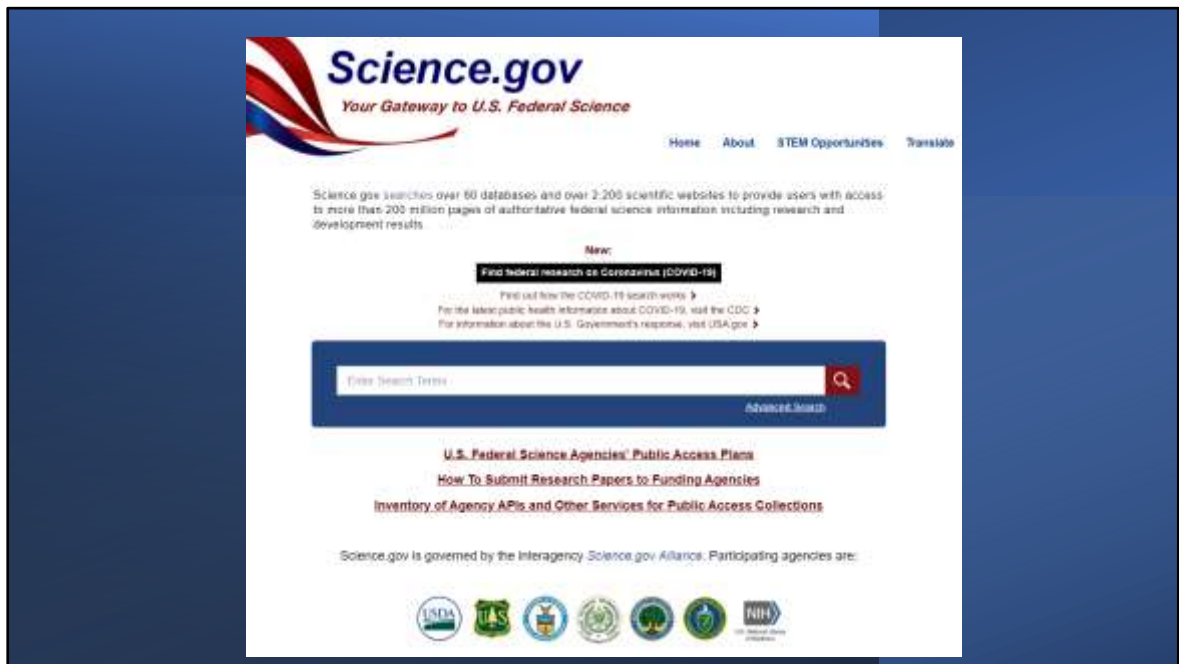 Science.gov
Your Gateway to U.S. Federal Science
Home About STEM Opportunities Translate
Science.gov searches over 60 databases and over 2,200 scientific websites to provide users with access
to more than 200 million pages of authoritative federal science information including research and
development results.
New:
Find federal research on Coronavirus (COVID-19)
Find out how the COVID-19 search works
For the latest public health information about COVID-19, visit the CDC
For information about the U.S. Government's response, visit USA.gov
Enter Search Terms
Advanced Search
U.S. Federal Science Agencies' Public Access Plans
How To Submit Research Papers to Funding Agencies
Inventory of Agency APIs and Other Services for Public Access Collections
Science.gov is governed by the interagency Science.gov Alliance. Participating agencies are:
USDA
NIH